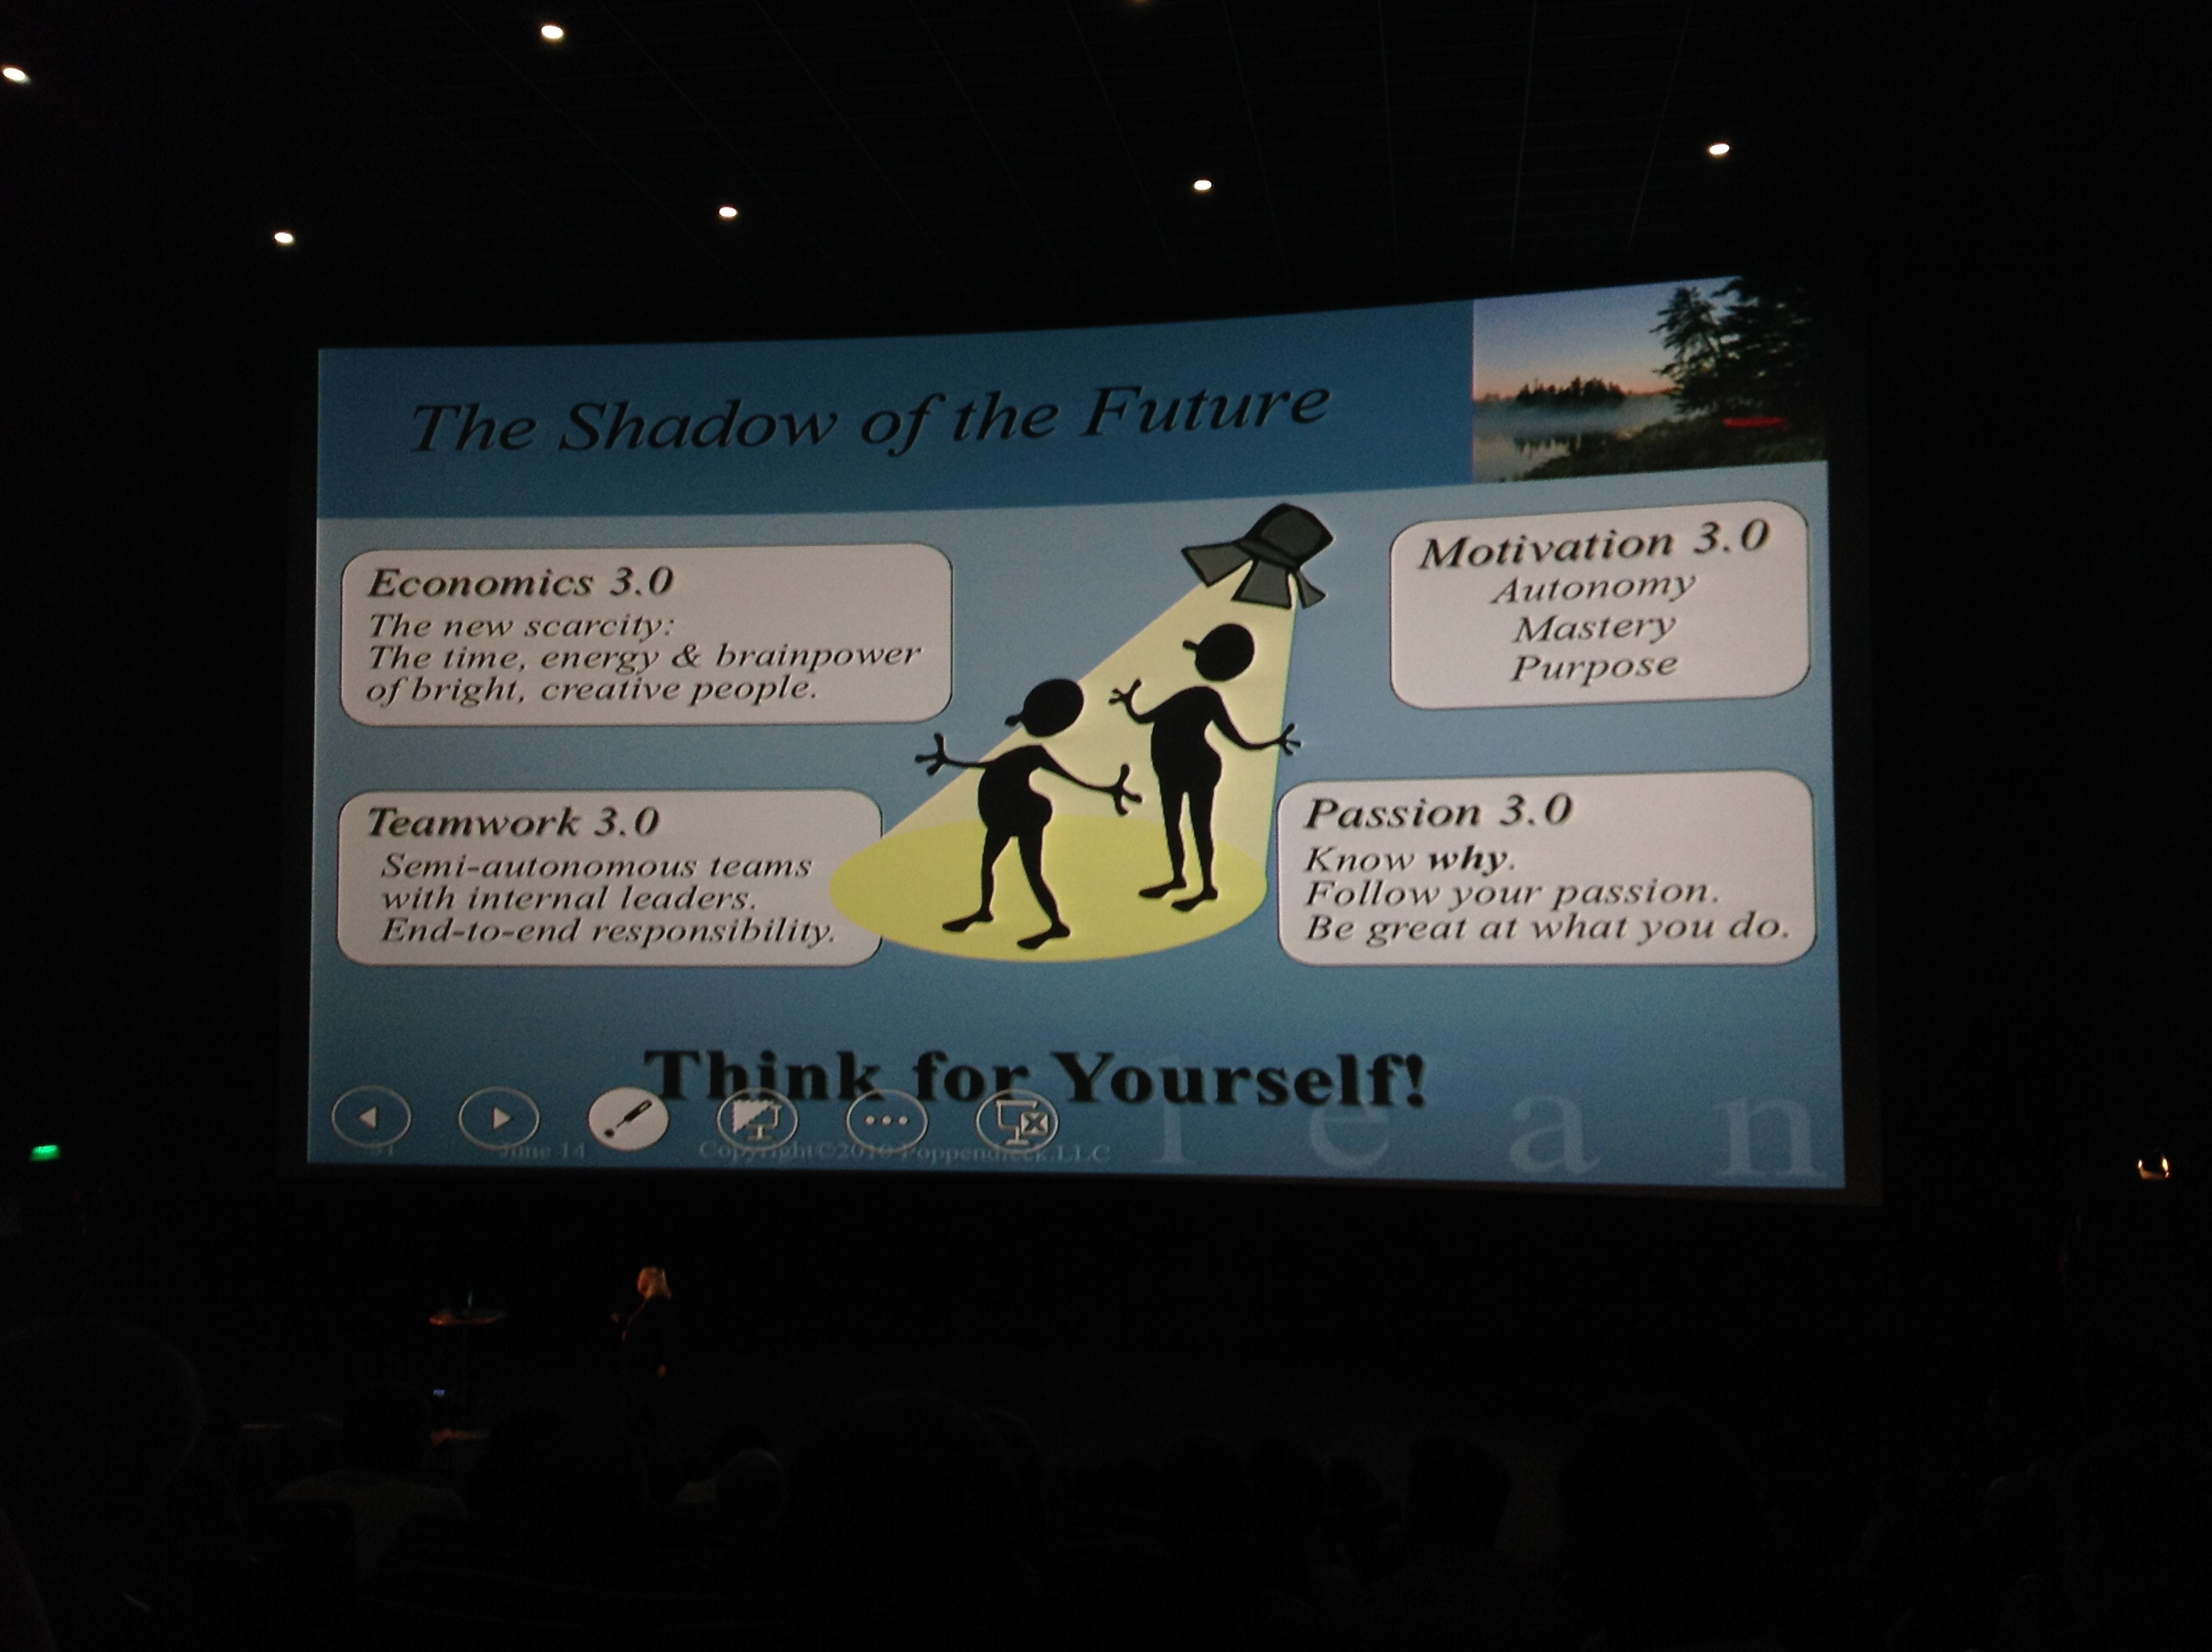 The Shadow of the Future
Economics 3.0
The new scarcity:
The time, energy & brainpower
of bright, creative people.
Motivation 3.0
Autonomy
Mastery
Purpose
Teamwork 3.0
Semi-autonomous teams
with internal leaders.
End-to-end responsibility.
Passion 3.0
Know why.
Follow your passion.
Be great at what you do.
Think for Yourself!
June 14
Copyright©2010 Poppendieck.LLC
l e a n